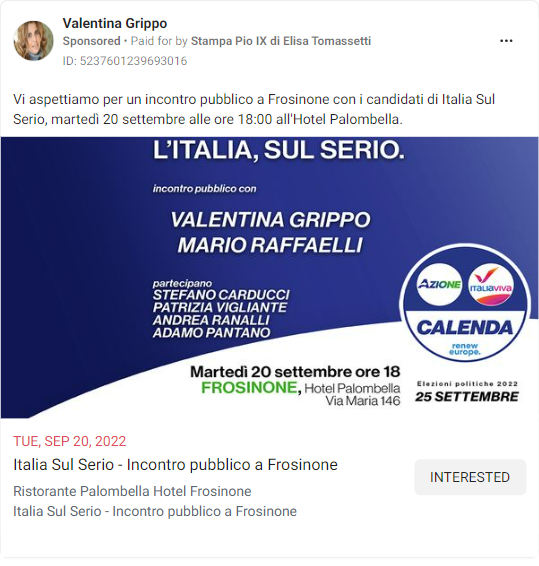 Valentina Grippo
Sponsored • Paid for by Stampa Pio IX di Elisa Tomassetti
ID: 5237601239693016
Vi aspettiamo per un incontro pubblico a Frosinone con i candidati di Italia Sul
Serio, martedì 20 settembre alle ore 18:00 all'Hotel Palombella.
L'ITALIA, SUL SERIO.
incontro pubblico con
VALENTINA GRIPPO
MARIO RAFFAELLI
partecipano
STEFANO CARDUCCI
PATRIZIA VIGLIANTE
ANDREA RANALLI
ADAMO PANTANO
AZIONE
ITALIAVIVA
CALENDA
renew
europe.
Martedì 20 settembre ore 18
FROSINONE, Hotel Palombella
Via Maria 146
Elezioni politiche 2022
25 SETTEMBRE
TUE, SEP 20, 2022
Italia Sul Serio - Incontro pubblico a Frosinone
INTERESTED
Ristorante Palombella Hotel Frosinone
Italia Sul Serio - Incontro pubblico a Frosinone